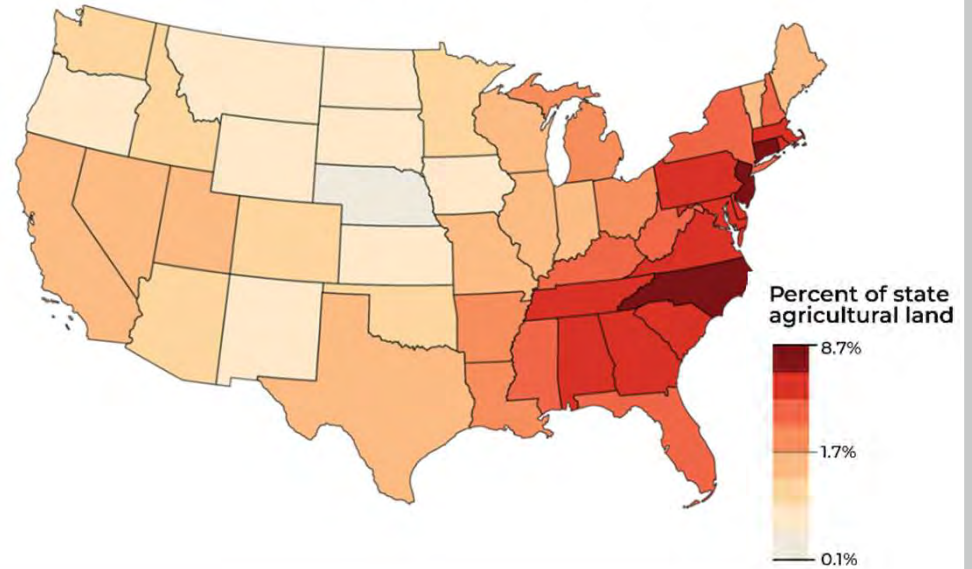 Percent of state
agricultural land
8.7%
1.7%
0.1%